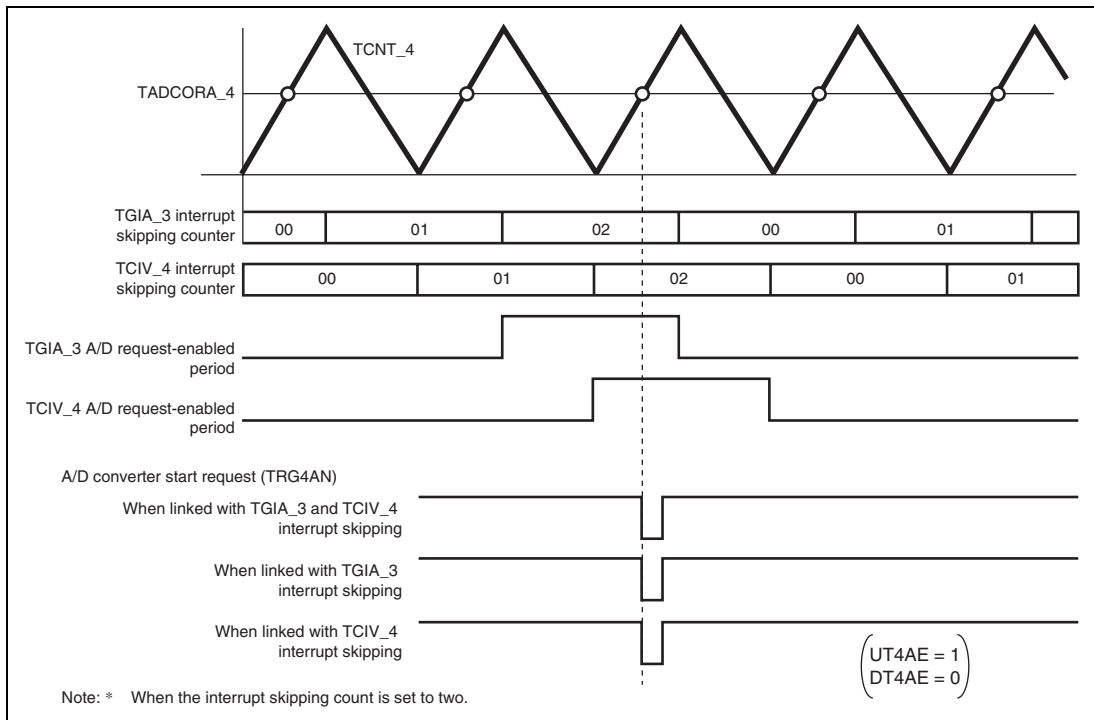 TCNT_4
TADCORA_4
TGIA_3 interrupt
skipping counter
00 01 02 00 01
TCIV_4 interrupt
skipping counter
00 01 02 00 01
TGIA_3 A/D request-enabled
period
TCIV_4 A/D request-enabled
period
A/D converter start request (TRG4AN)
When linked with TGIA_3 and TCIV_4
interrupt skipping
When linked with TGIA_3
interrupt skipping
When linked with TCIV_4
interrupt skipping
UT4AE = 1
DT4AE = 0
Note: * When the interrupt skipping count is set to two.